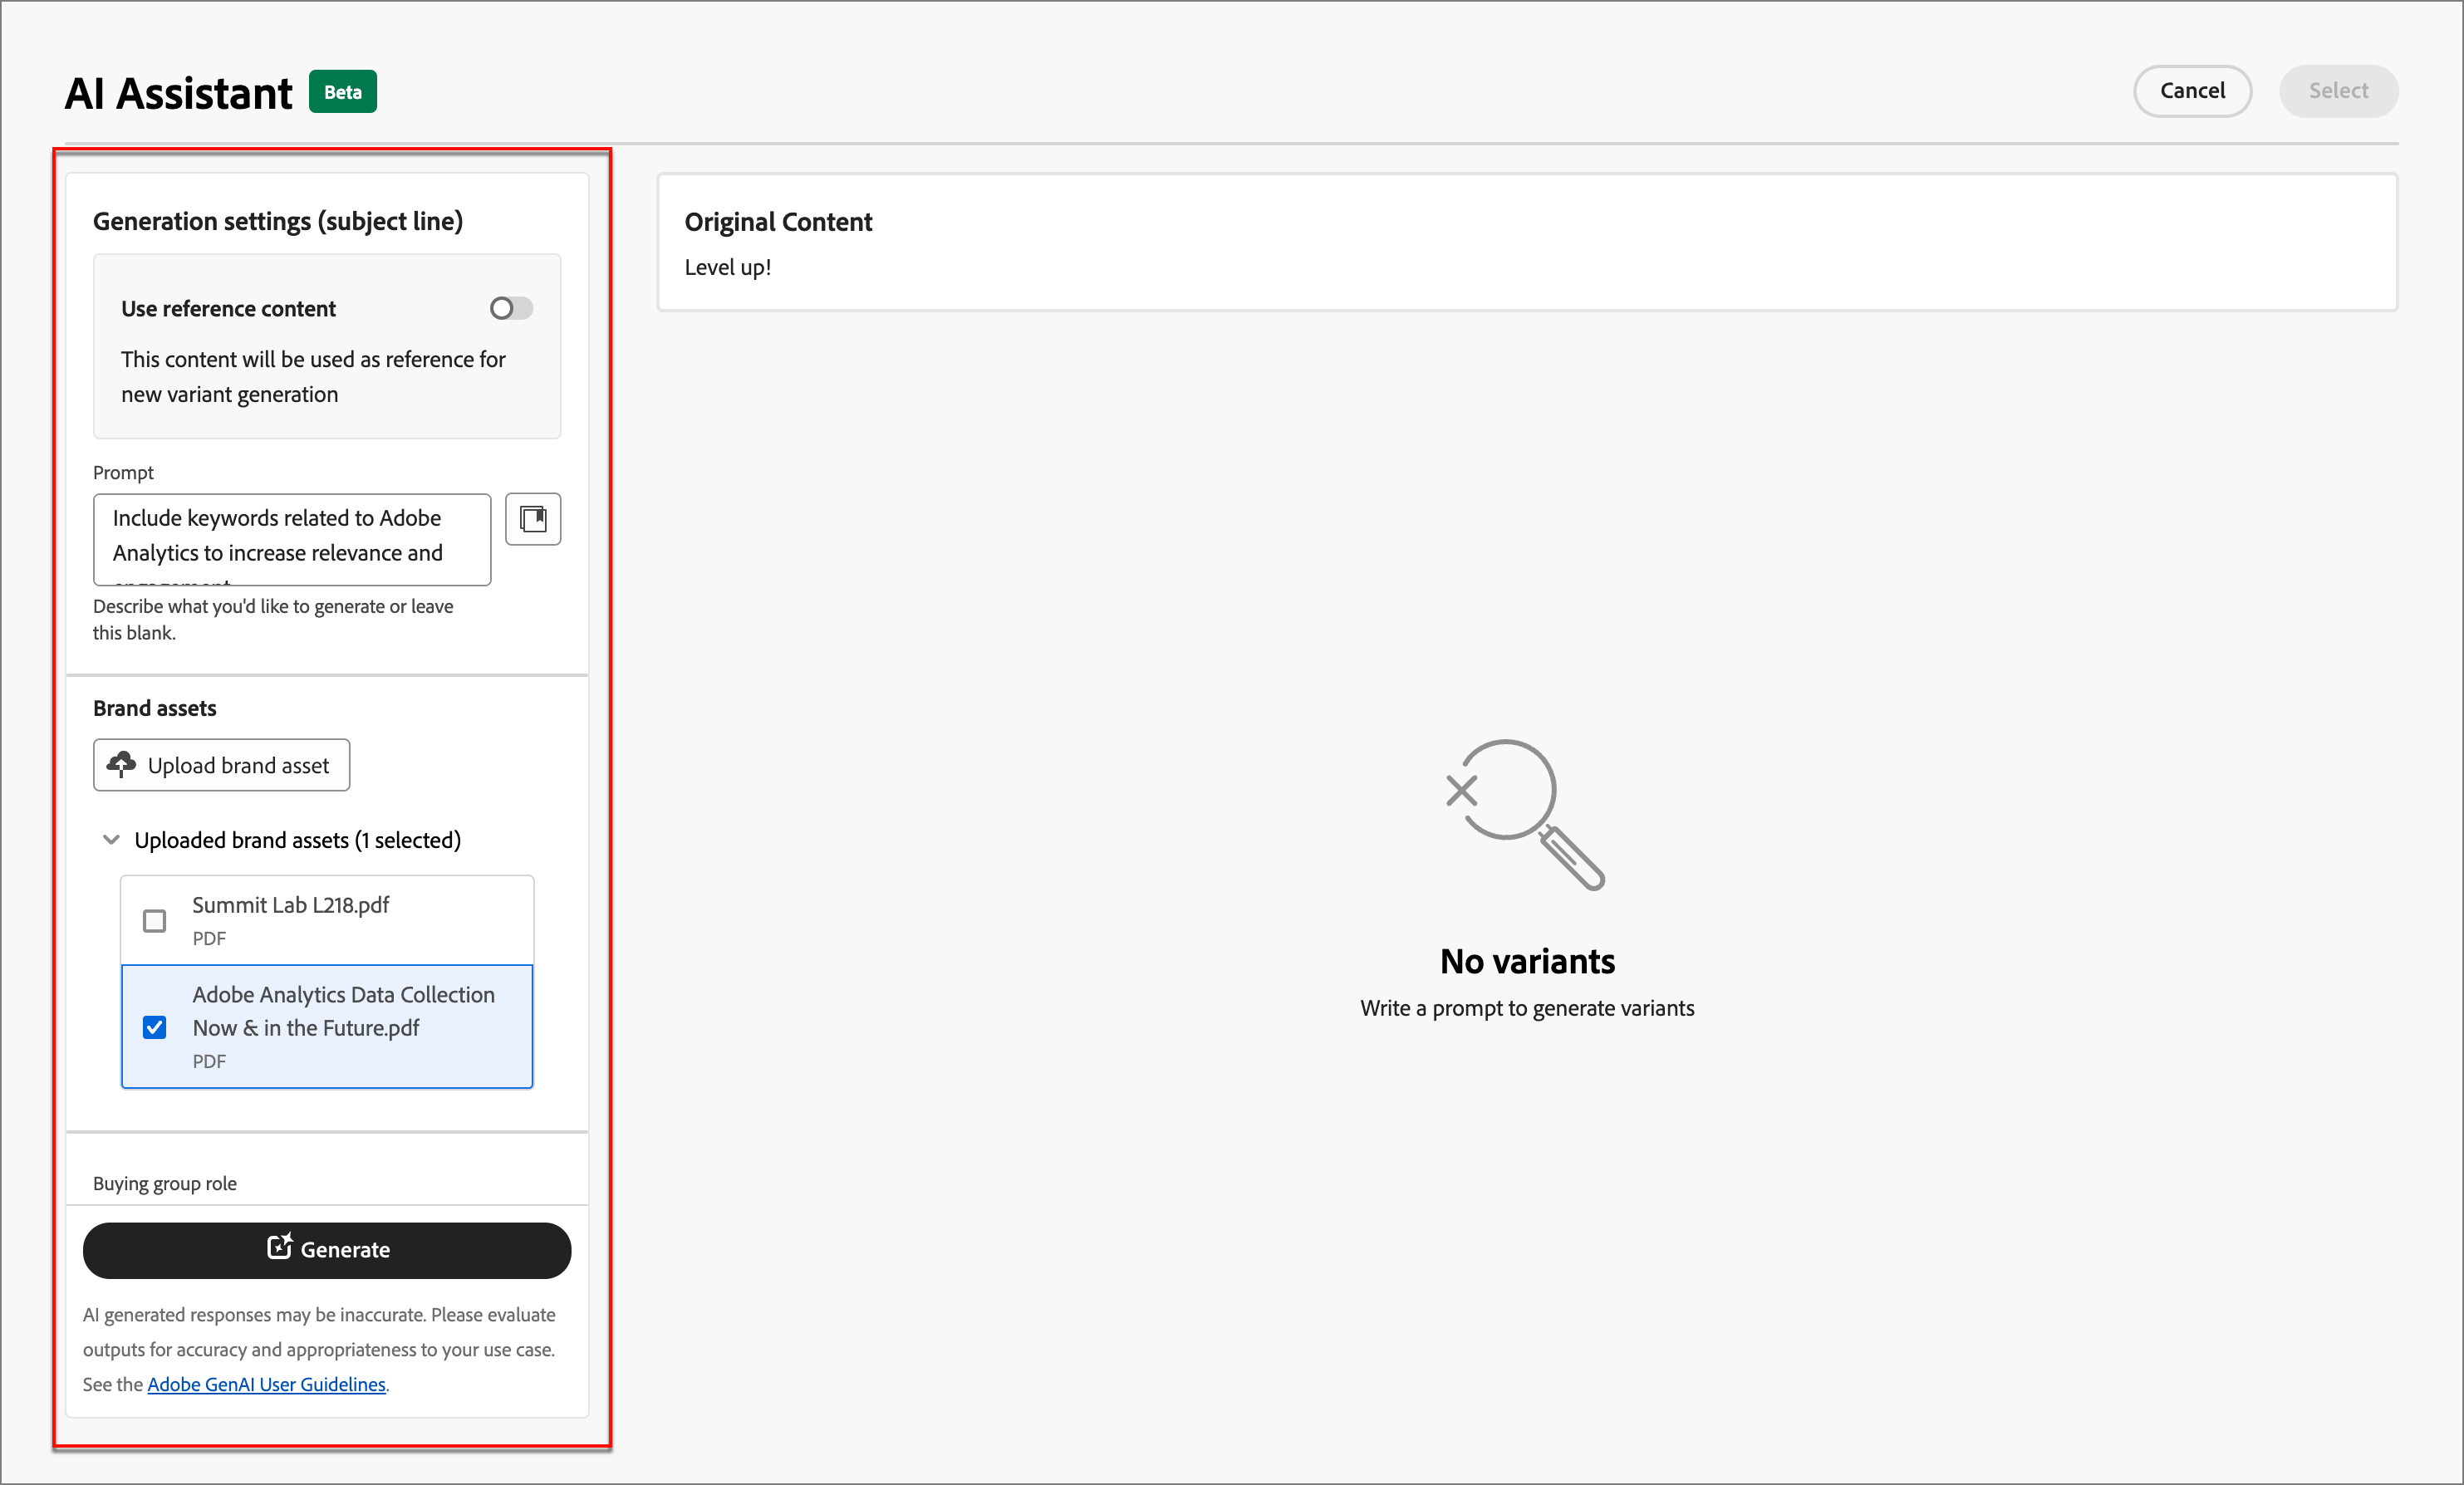 AI Assistant Beta
Cancel
Select
Generation settings (subject line)
Use reference content
This content will be used as reference for
new variant generation
Prompt
Include keywords related to Adobe
Analytics to increase relevance and
Describe what you'd like to generate or leave
this blank.
Brand assets
Upload brand asset
Uploaded brand assets (1 selected)
Summit Lab L218.pdf
PDF
Adobe Analytics Data Collection
Now & in the Future.pdf
PDF
Buying group role
Generate
AI generated responses may be inaccurate. Please evaluate
outputs for accuracy and appropriateness to your use case.
See the Adobe GenAI User Guidelines.
Original Content
Level up!
No variants
Write a prompt to generate variants